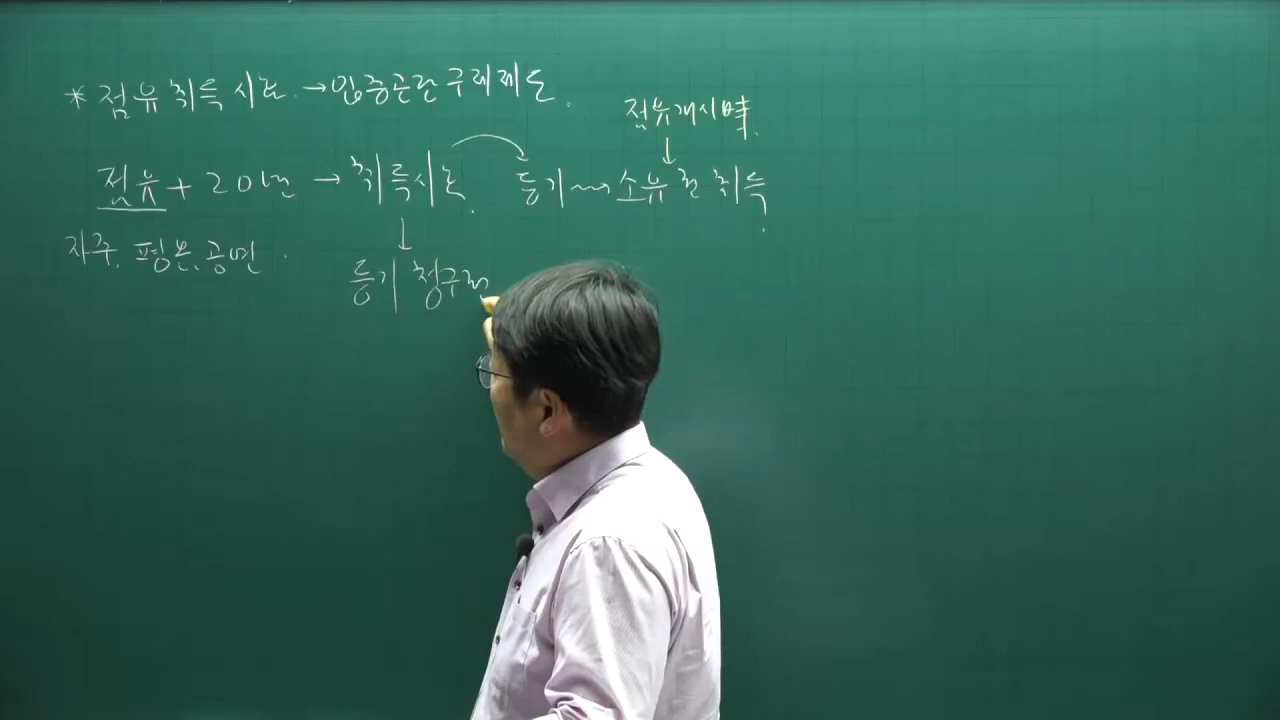 * 점유취득시효. →입증곤란 구제제도.
점유개시時.
↓
점유 + 20년 → 취득시효. 등기 ⇝ 소유권 취득.
자주, 평온, 공연.
↓
등기청구권